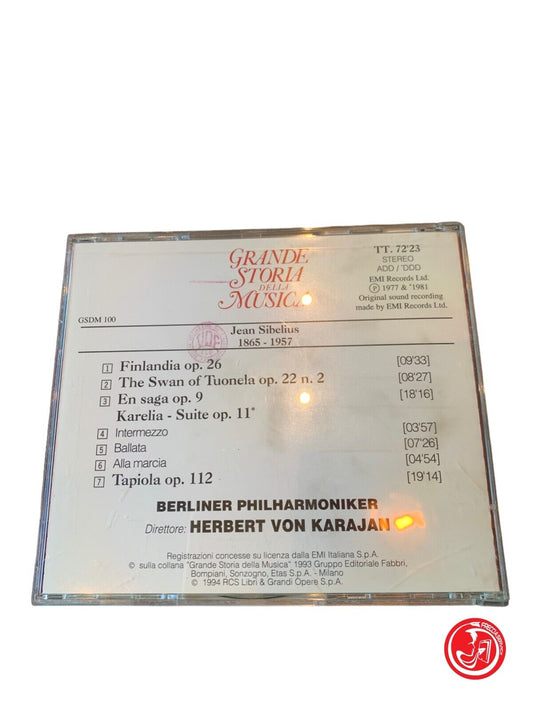 GRANDE
STORIA
DELLA
MUSICA
TT. 72'23
STEREO
ADD / *DDD
EMI Records Ltd.
℗ 1977 & *1981
Original sound recording
made by EMI Records Ltd.
GSDM 100
Jean Sibelius
1865 - 1957
1 Finlandia op. 26 [09'33]
2 The Swan of Tuonela op. 22 n. 2 [08'27]
3 En saga op. 9 [18'16]
Karelia - Suite op. 11*
4 Intermezzo [03'57]
5 Ballata [07'26]
6 Alla marcia [04'54]
7 Tapiola op. 112 [19'14]
BERLINER PHILHARMONIKER
Direttore: HERBERT VON KARAJAN
Registrazioni concesse su licenza dalla EMI Italiana S.p.A.
© sulla collana "Grande Storia della Musica" 1993 Gruppo Editoriale Fabbri,
Bompiani, Sonzogno, Etas S.p.A. - Milano
© 1994 RCS Libri & Grandi Opere S.p.A.